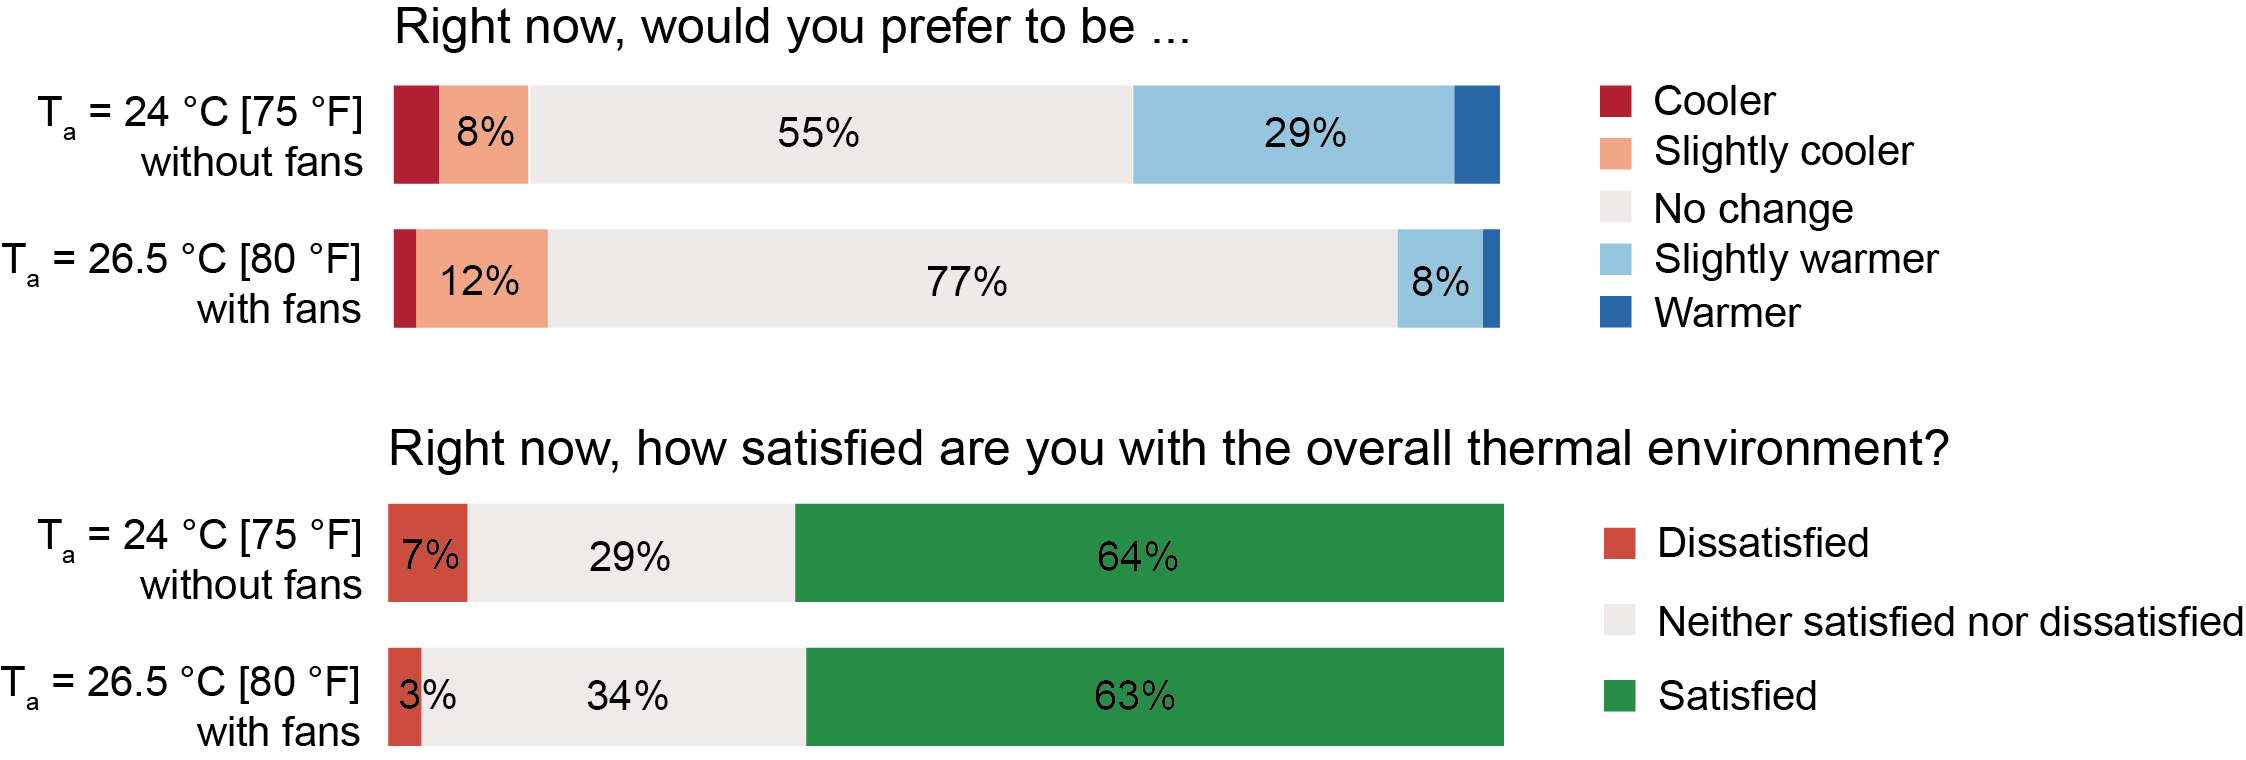 Right now, would you prefer to be ...
Ta = 24 °C [75 °F]
without fans
8%
55%
29%
Ta = 26.5 °C [80 °F]
with fans
12%
77%
8%
Cooler
Slightly cooler
No change
Slightly warmer
Warmer
Right now, how satisfied are you with the overall thermal environment?
Ta = 24 °C [75 °F]
without fans
7%
29%
64%
Ta = 26.5 °C [80 °F]
with fans
3%
34%
63%
Dissatisfied
Neither satisfied nor dissatisfied
Satisfied